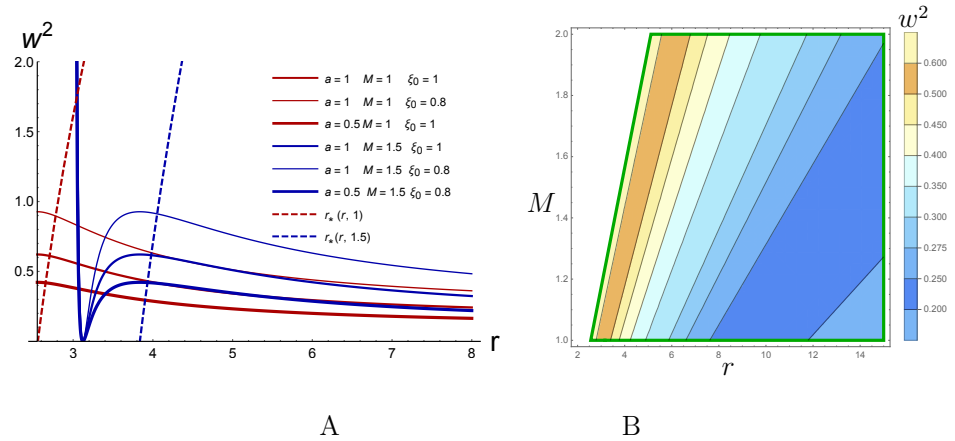 w²
2.0
1.5
1.0
0.5
3 4 5 6 7 8 r
a = 1 M = 1 ξ₀ = 1
a = 1 M = 1 ξ₀ = 0.8
a = 0.5 M = 1 ξ₀ = 1
a = 1 M = 1.5 ξ₀ = 1
a = 1 M = 1.5 ξ₀ = 0.8
a = 0.5 M = 1.5 ξ₀ = 0.8
r* (r, 1)
r* (r, 1.5)
A
2.0
1.8
1.6
1.4
1.2
1.0
M
2 4 6 8 10 12 14
r
w²
0.600
0.500
0.450
0.400
0.350
0.300
0.275
0.250
0.200
B